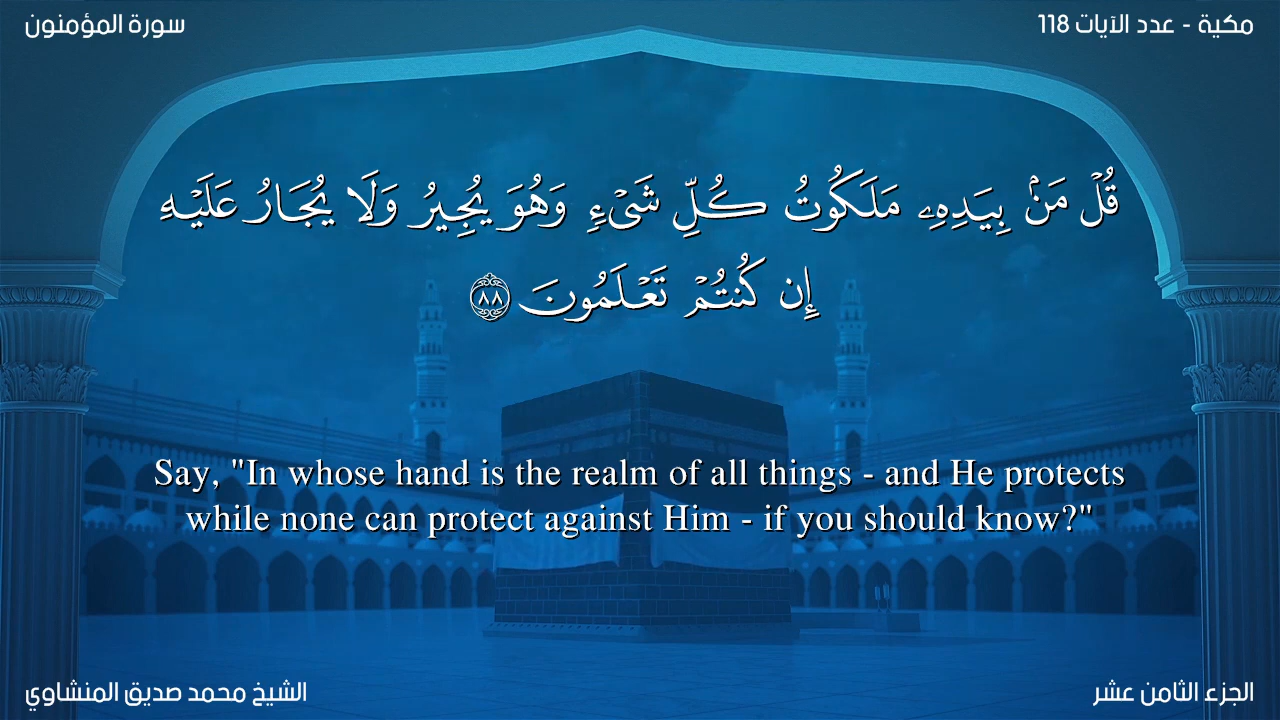 مكية - عدد الآيات 118
سورة المؤمنون
قُلْ مَنۢ بِيَدِهِۦ مَلَكُوتُ كُلِّ شَىْءٍ وَهُوَ يُجِيرُ وَلَا يُجَارُ عَلَيْهِ
إِن كُنتُمْ تَعْلَمُونَ ٨٨
Say, "In whose hand is the realm of all things - and He protects
while none can protect against Him - if you should know?"
الجزء الثامن عشر
الشيخ محمد صديق المنشاوي